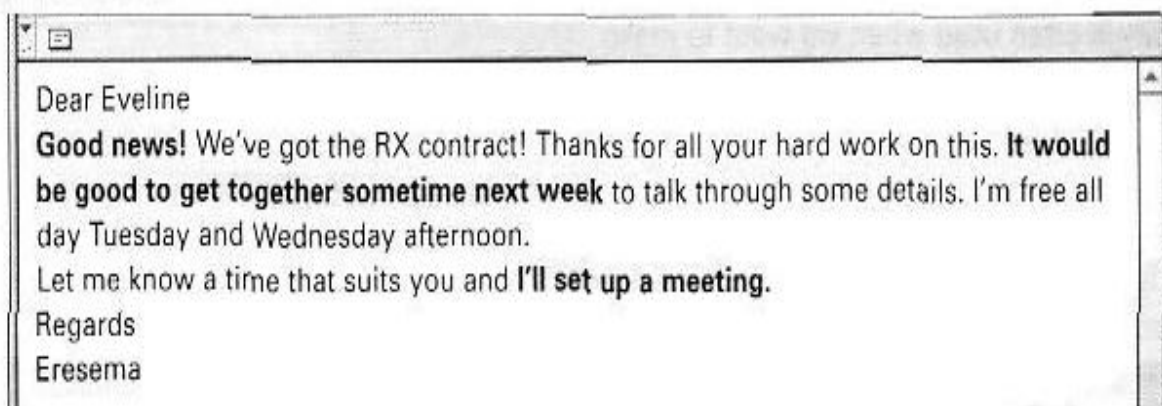 Dear Eveline
Good news! We've got the RX contract! Thanks for all your hard work on this. It would
be good to get together sometime next week to talk through some details. I'm free all
day Tuesday and Wednesday afternoon.
Let me know a time that suits you and I'll set up a meeting.
Regards
Eresema